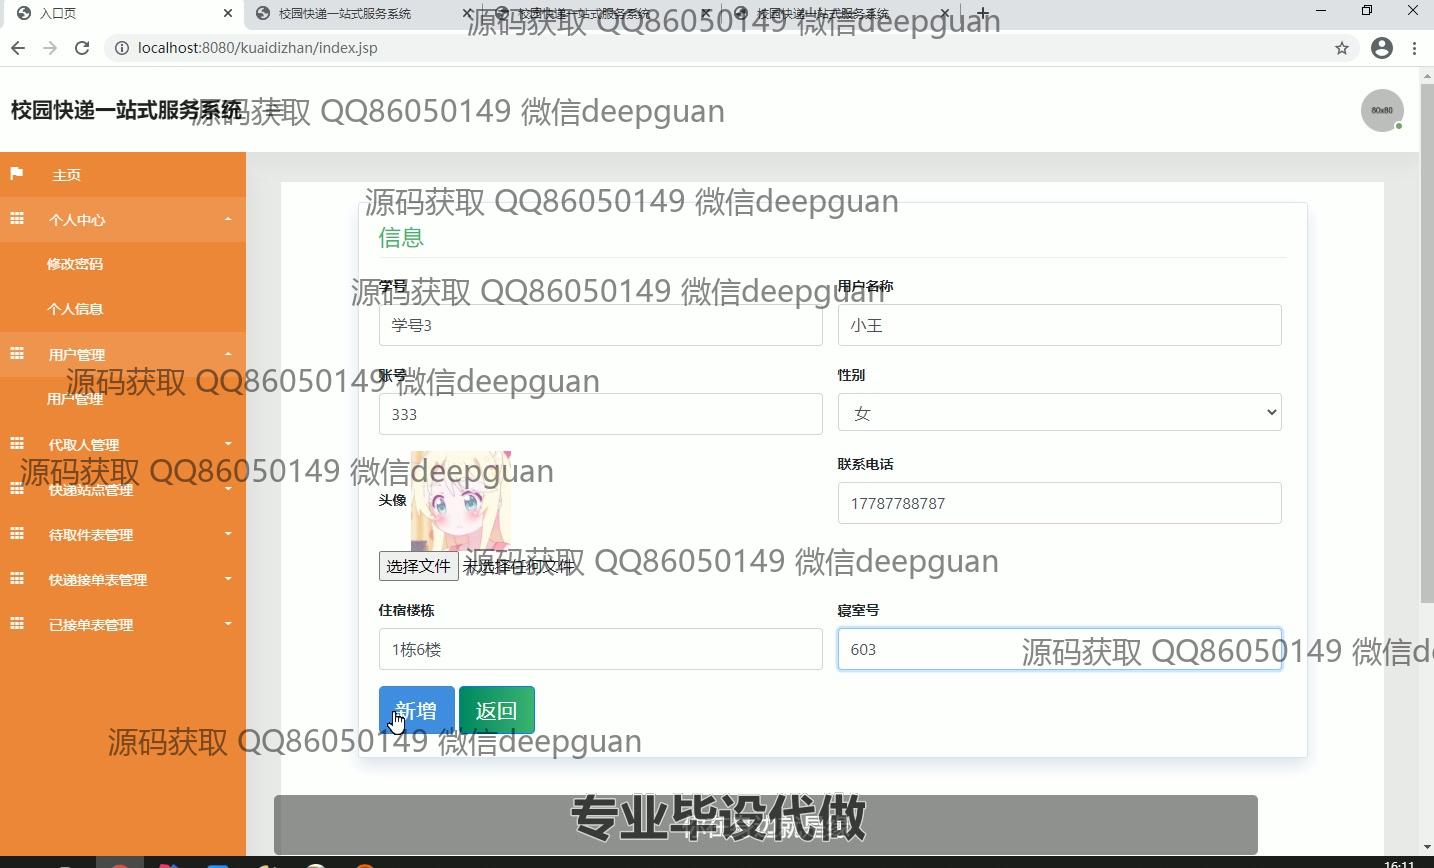 入口页
校园快递一站式服务系统
校园快递一站式服务系统
校园快递一站式服务系统
源码获取 QQ86050149 微信deepguan
localhost:8080/kuaidizhan/index.jsp
校园快递一站式服务系统
源码获取 QQ86050149 微信deepguan
80x80
主页
个人中心
修改密码
个人信息
用户管理
用户管理
代取人管理
快递站点管理
待取件表管理
快递接单表管理
已接单表管理
源码获取 QQ86050149 微信deepguan
信息
源码获取 QQ86050149 微信deepguan
学号
用户名称
学号3
小王
源码获取 QQ86050149 微信deepguan
账号
性别
333
女
源码获取 QQ86050149 微信deepguan
头像
联系电话
17787788787
选择文件 未选择任何文件
源码获取 QQ86050149 微信deepguan
住宿楼栋
寝室号
1栋6楼
603
源码获取 QQ86050149 微信de
新增
返回
源码获取 QQ86050149 微信deepguan
专业毕设代做
16:11